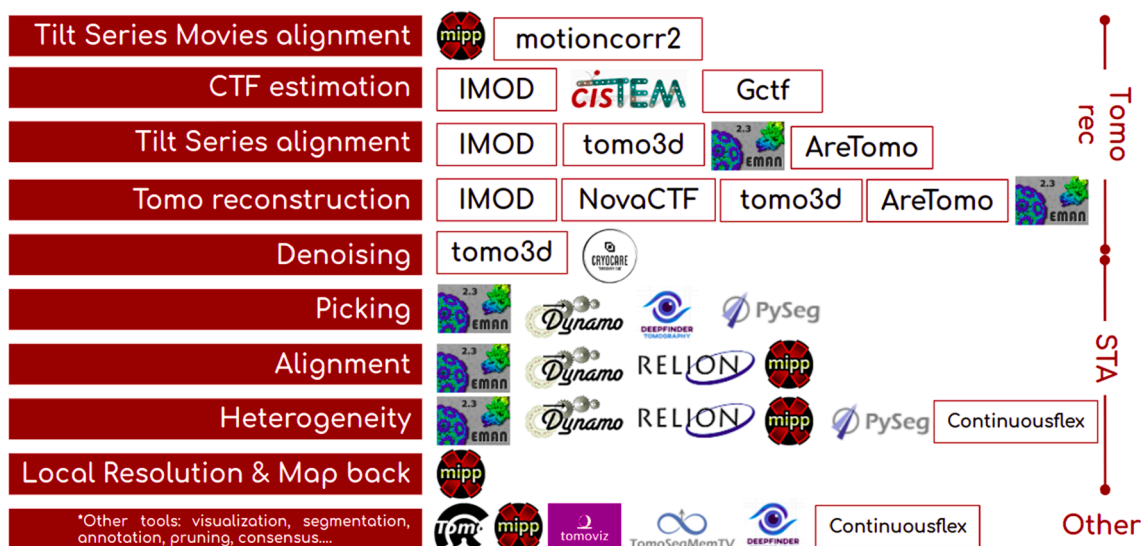 Tilt Series Movies alignment
mipp
motioncorr2
CTF estimation
IMOD
cisTEM
Gctf
Tilt Series alignment
IMOD
tomo3d
2.3
EMAN
AreTomo
Tomo rec
Tomo reconstruction
IMOD
NovaCTF
tomo3d
AreTomo
2.3
EMAN
Denoising
tomo3d
CRYOCARE
Picking
2.3
EMAN
Dynamo
DEEPFINDER
TOMOGRAPHY
PySeg
STA
Alignment
2.3
EMAN
Dynamo
RELION
mipp
Heterogeneity
2.3
EMAN
Dynamo
RELION
mipp
PySeg
Continuousflex
Local Resolution & Map back
mipp
*Other tools: visualization, segmentation,
annotation, pruning, consensus....
Tomo
mipp
tomoviz
TomoSegMemTV
DEEPFINDER
Continuousflex
Other